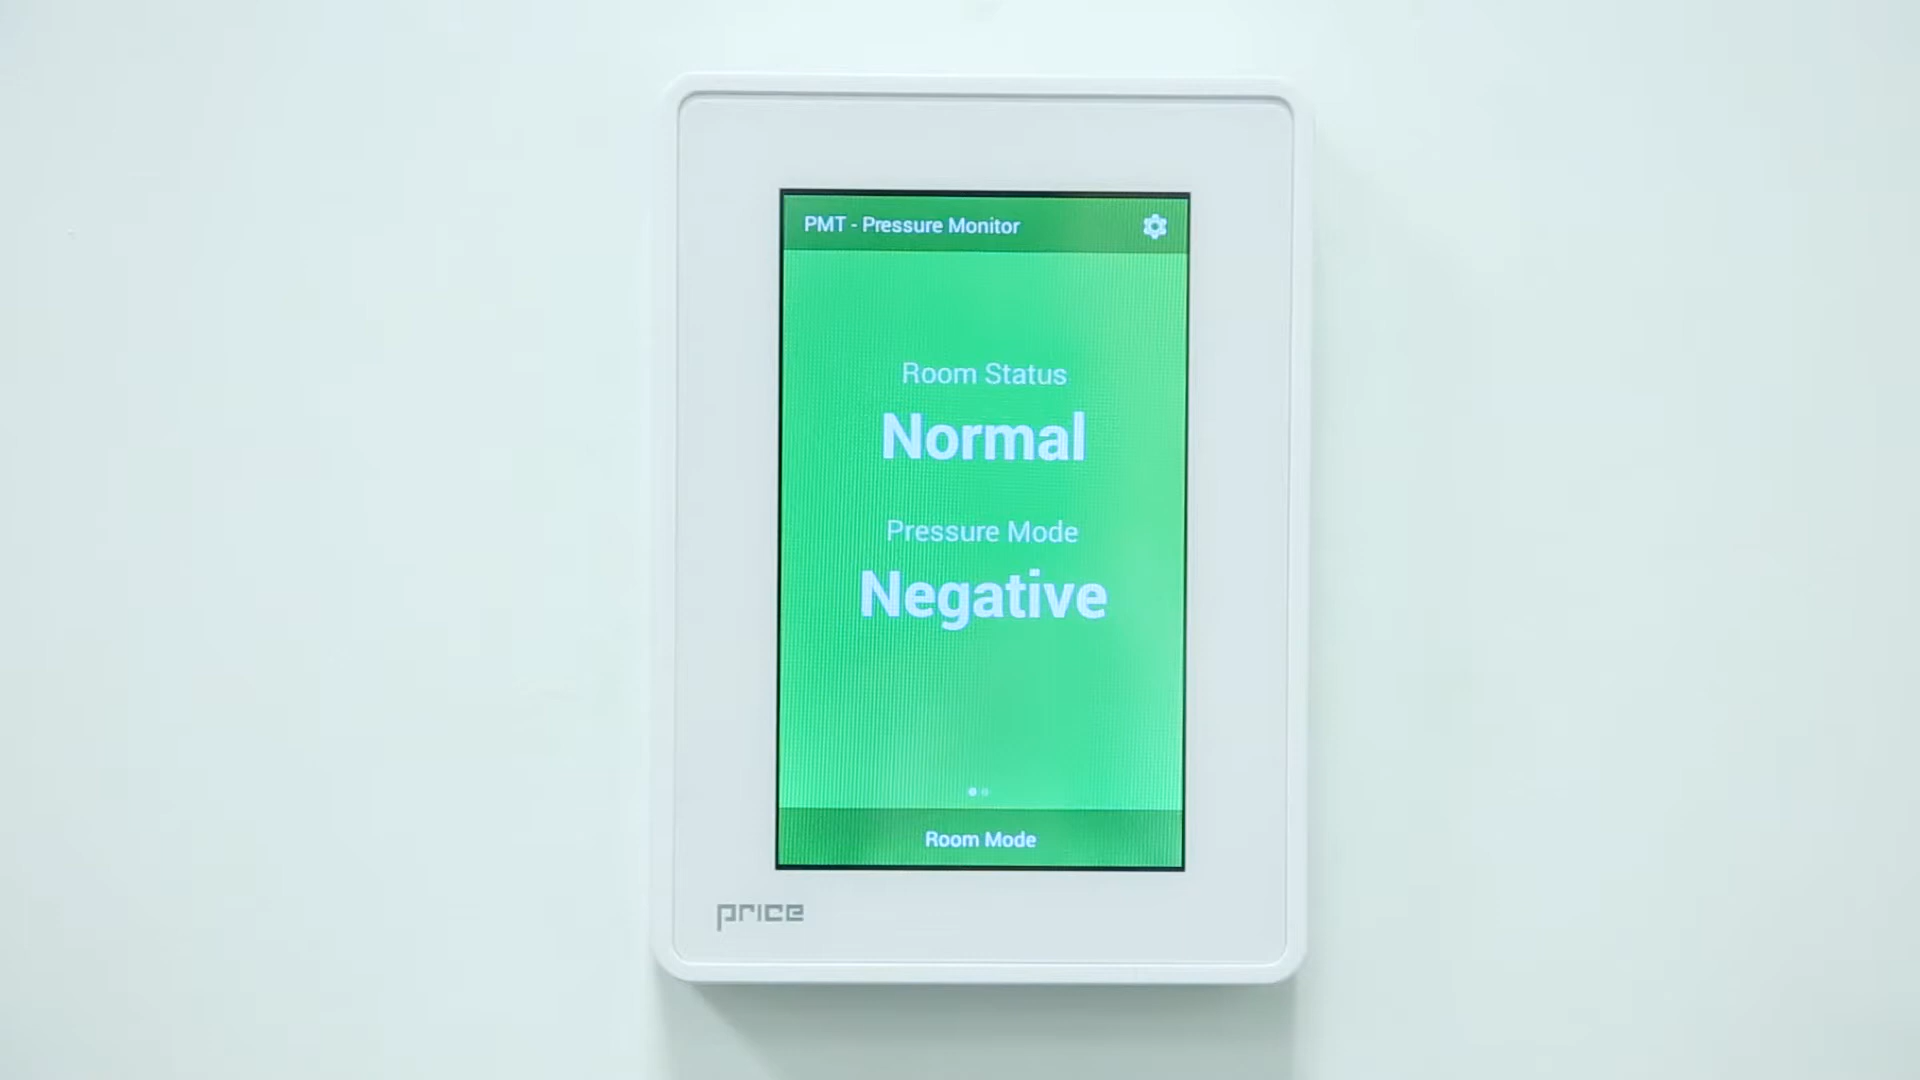 PMT - Pressure Monitor
Room Status
Normal
Pressure Mode
Negative
Room Mode
price